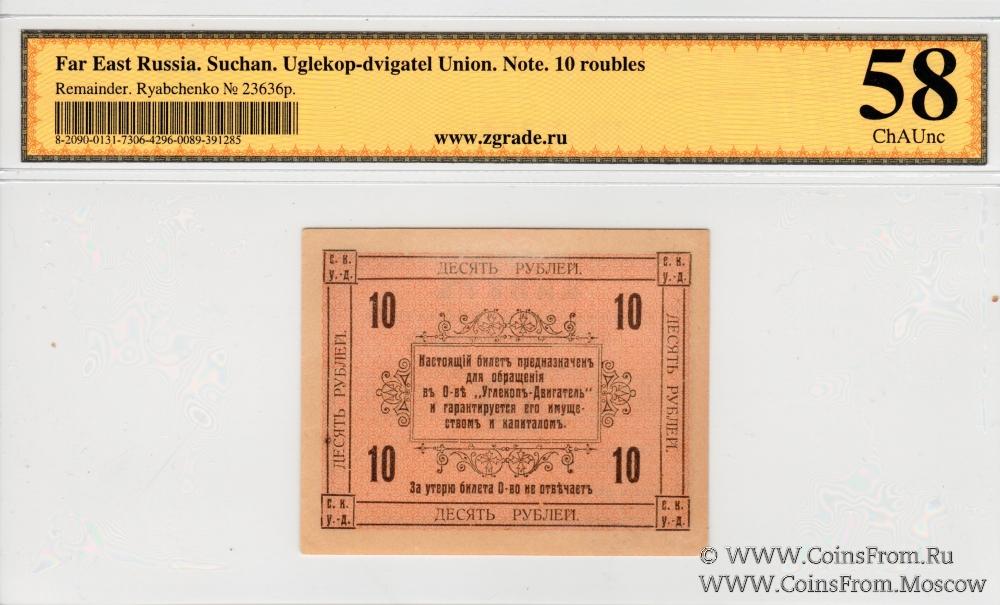 Far East Russia. Suchan. Uglekop-dvigatel Union. Note. 10 roubles
Remainder. Ryabchenko № 23636p.
8-2090-0131-7306-4296-0089-391285
www.zgrade.ru
58
ChAUnc
с. к.
у.-д.
ДЕСЯТЬ РУБЛЕЙ.
с. к.
у.-д.
10
10
ДЕСЯТЬ РУБЛЕЙ.
ДЕСЯТЬ РУБЛЕЙ.
Настоящій билетъ предназначен
для обращенія
въ О-вѣ „Углекопъ-Двигатель"
и гарантируется его имуще-
ствомъ и капиталомъ.
10
10
За утерю билета О-во не отвѣчаетъ
с. к.
у.-д.
ДЕСЯТЬ РУБЛЕЙ.
с. к.
у.-д.
© WWW.CoinsFrom.Ru
WWW.CoinsFrom.Moscow